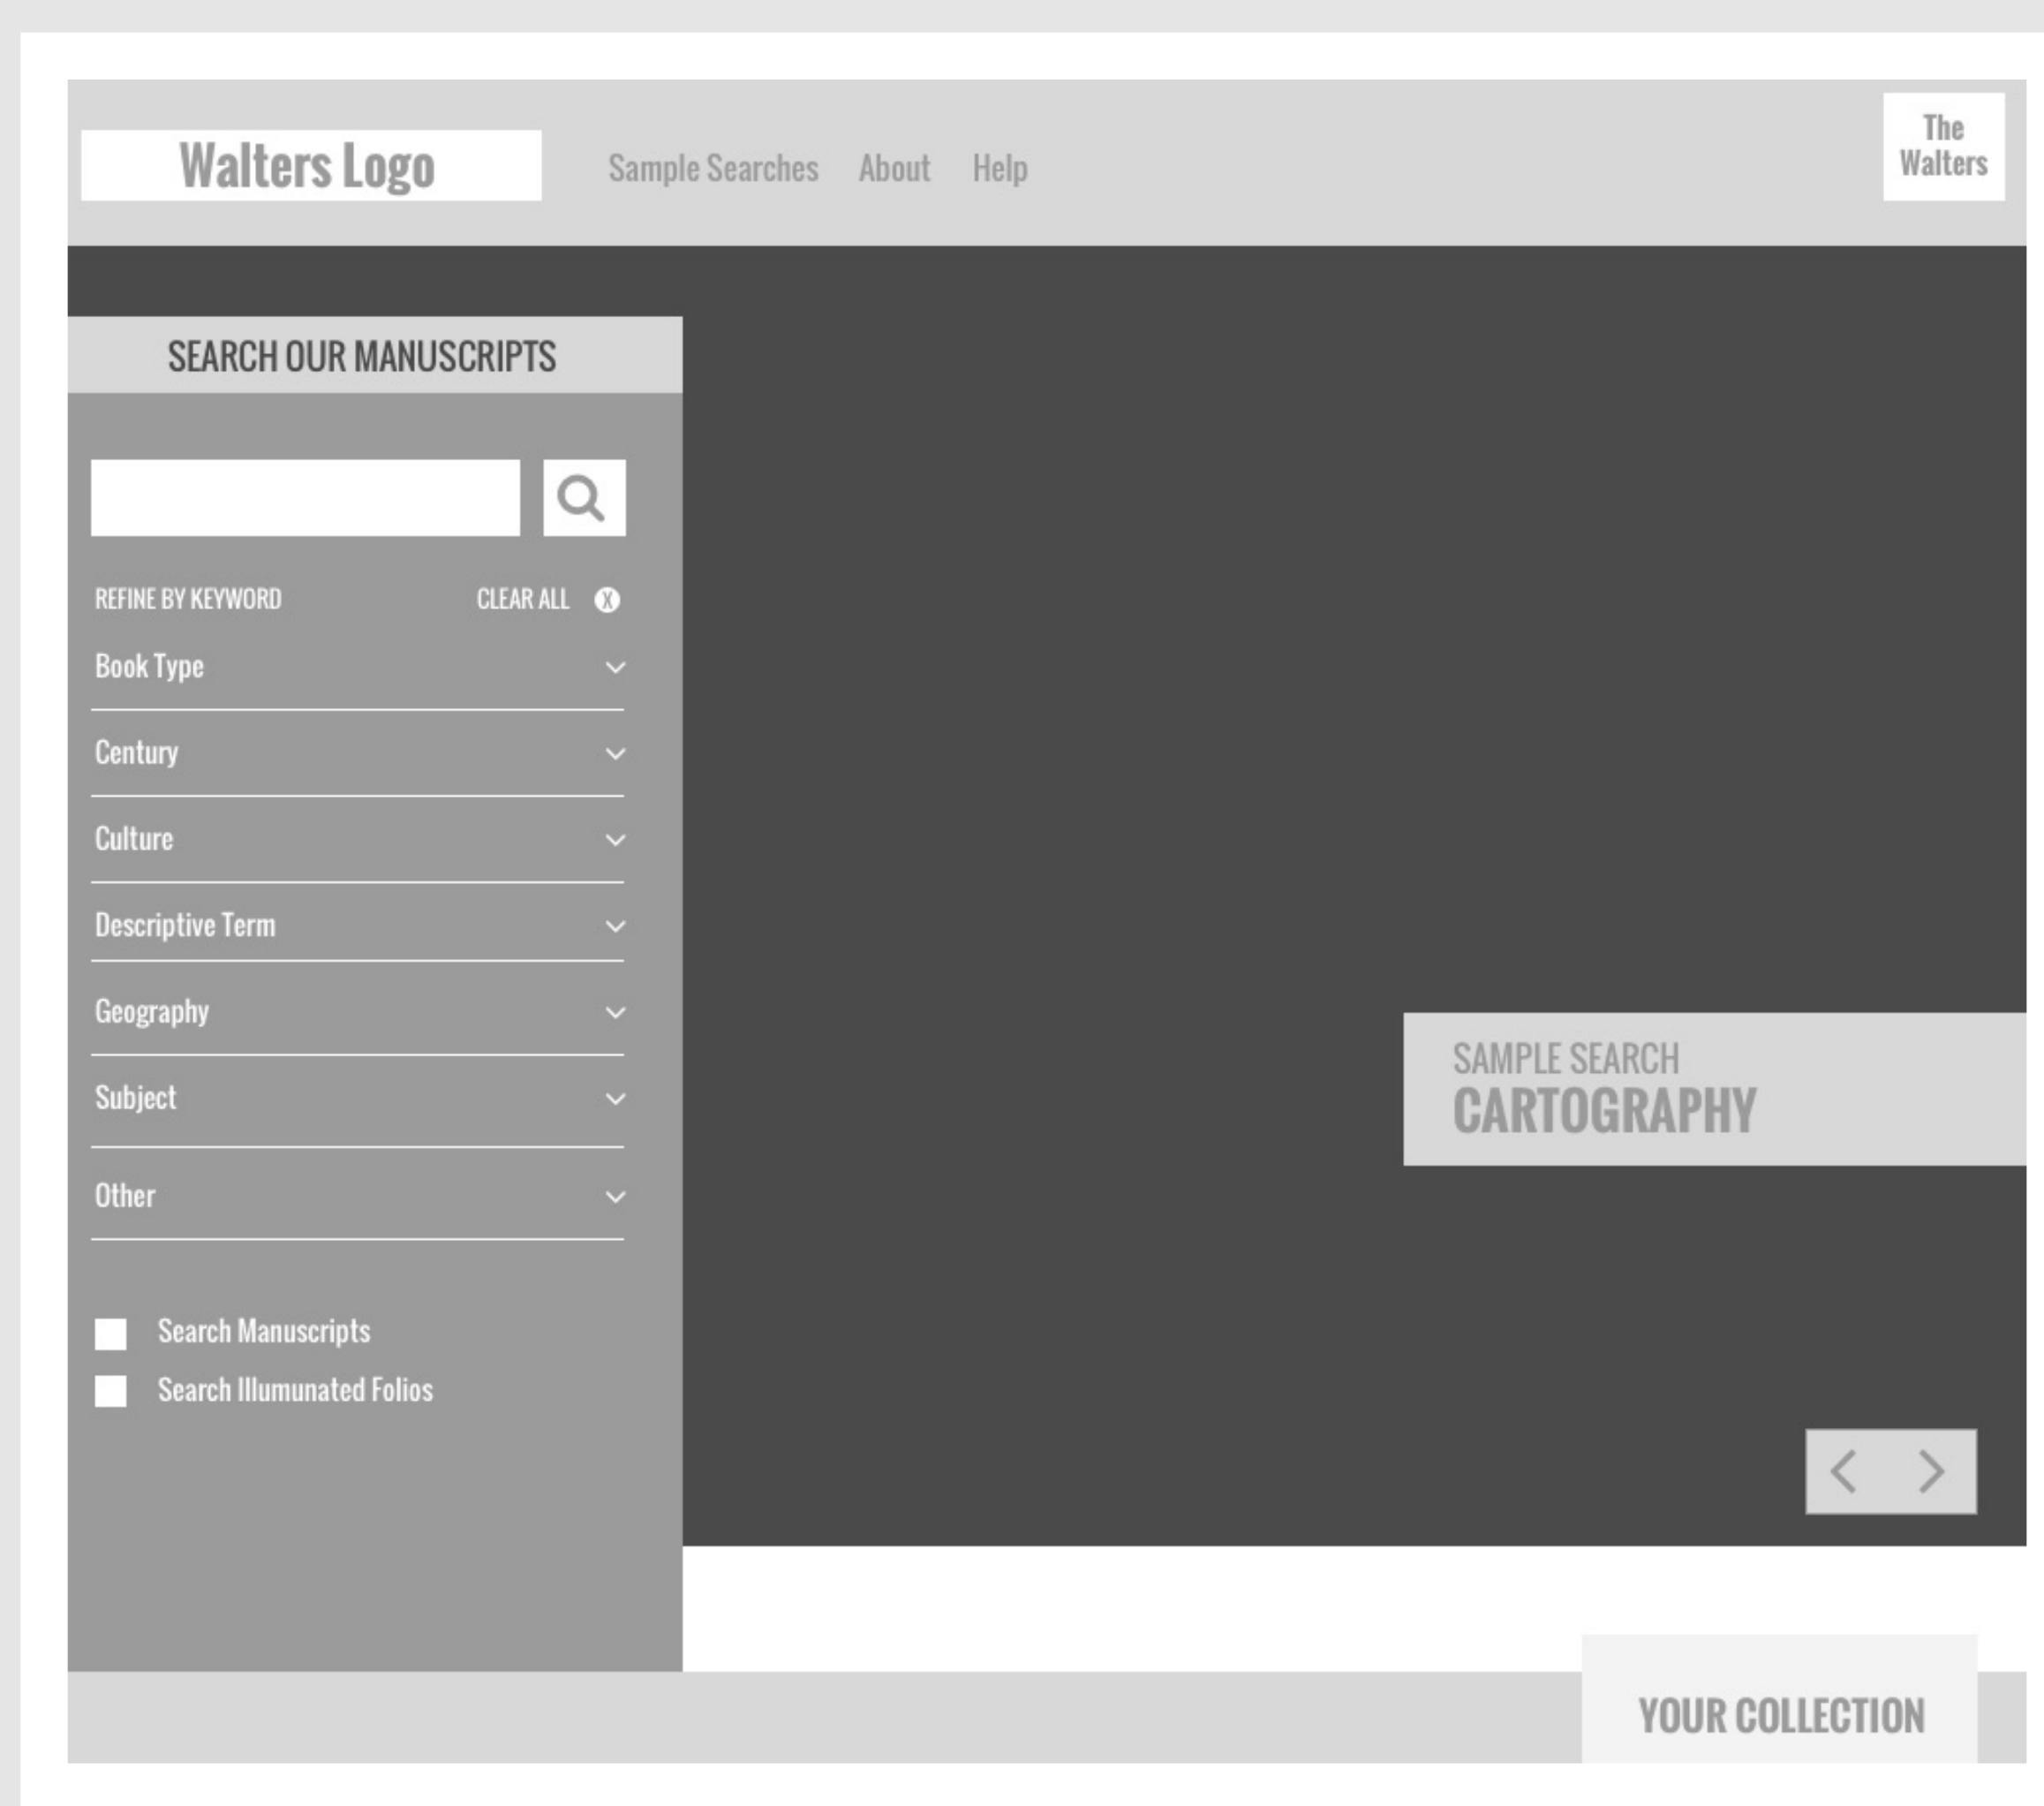 Walters Logo
Sample Searches
About
Help
The
Walters
SEARCH OUR MANUSCRIPTS
REFINE BY KEYWORD
CLEAR ALL
X
Book Type
Century
Culture
Descriptive Term
Geography
Subject
Other
Search Manuscripts
Search Illumunated Folios
SAMPLE SEARCH
CARTOGRAPHY
YOUR COLLECTION